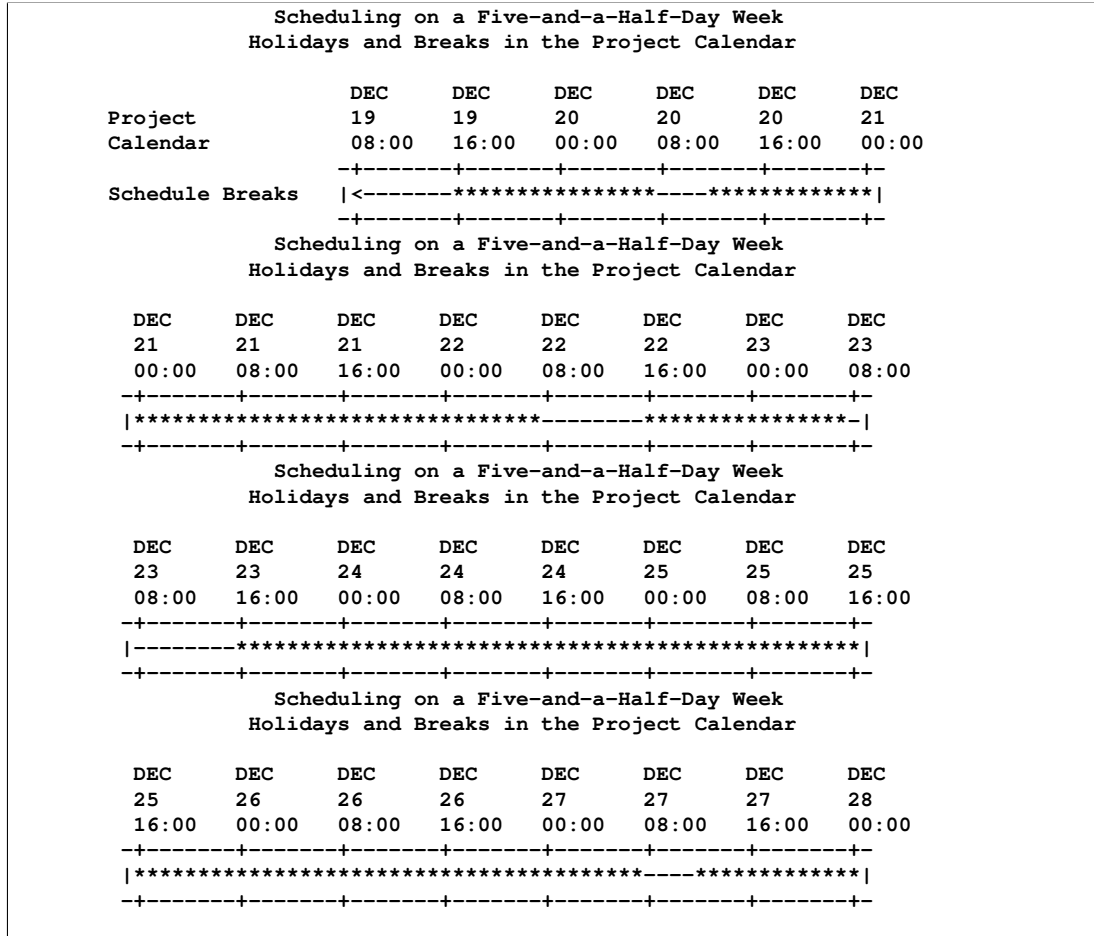 Scheduling on a Five-and-a-Half-Day Week
Holidays and Breaks in the Project Calendar
DEC DEC DEC DEC DEC DEC
Project 19 19 20 20 20 21
Calendar 08:00 16:00 00:00 08:00 16:00 00:00
-+-------+-------+-------+-------+-------+-
Schedule Breaks |<-------****************----*************|
-+-------+-------+-------+-------+-------+-
Scheduling on a Five-and-a-Half-Day Week
Holidays and Breaks in the Project Calendar
DEC DEC DEC DEC DEC DEC DEC DEC
21 21 21 22 22 22 23 23
00:00 08:00 16:00 00:00 08:00 16:00 00:00 08:00
-+-------+-------+-------+-------+-------+-------+-------+-
|********************************--------****************-|
-+-------+-------+-------+-------+-------+-------+-------+-
Scheduling on a Five-and-a-Half-Day Week
Holidays and Breaks in the Project Calendar
DEC DEC DEC DEC DEC DEC DEC DEC
23 23 24 24 24 25 25 25
08:00 16:00 00:00 08:00 16:00 00:00 08:00 16:00
-+-------+-------+-------+-------+-------+-------+-------+-
|--------*************************************************|
-+-------+-------+-------+-------+-------+-------+-------+-
Scheduling on a Five-and-a-Half-Day Week
Holidays and Breaks in the Project Calendar
DEC DEC DEC DEC DEC DEC DEC DEC
25 26 26 26 27 27 27 28
16:00 00:00 08:00 16:00 00:00 08:00 16:00 00:00
-+-------+-------+-------+-------+-------+-------+-------+-
|****************************************----*************|
-+-------+-------+-------+-------+-------+-------+-------+-